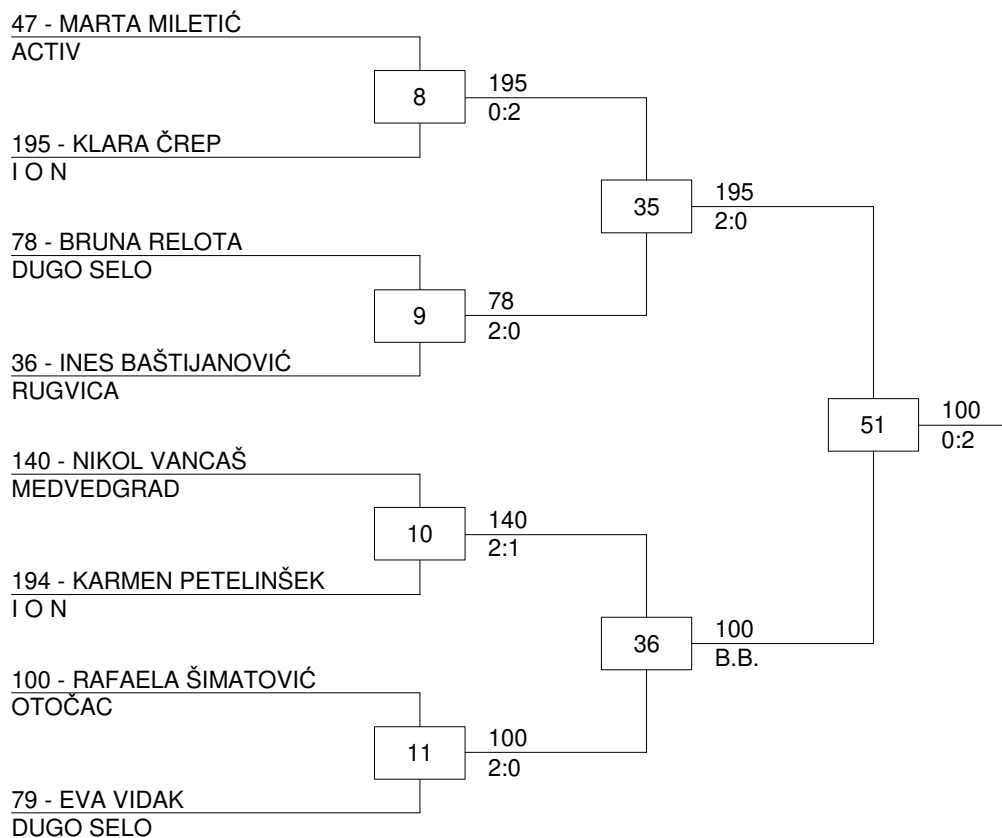 47 - MARTA MILETIĆ
ACTIV
8
195
0:2
195 - KLARA ČREP
I O N
35
195
2:0
78 - BRUNA RELOTA
DUGO SELO
9
78
2:0
36 - INES BAŠTIJANOVIĆ
RUGVICA
51
100
0:2
140 - NIKOL VANCAŠ
MEDVEDGRAD
10
140
2:1
194 - KARMEN PETELINŠEK
I O N
36
100
B.B.
100 - RAFAELA ŠIMATOVIĆ
OTOČAC
11
100
2:0
79 - EVA VIDAK
DUGO SELO